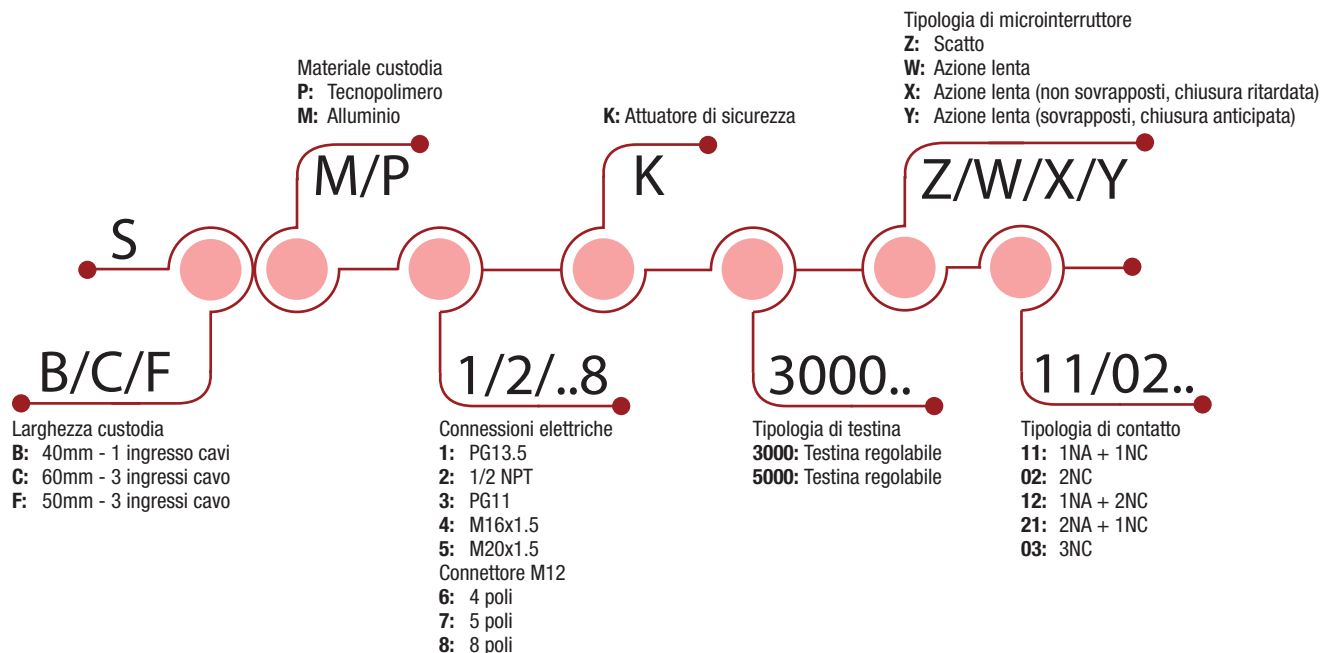 Tipologia di microinterruttore
Z: Scatto
W: Azione lenta
X: Azione lenta (non sovrapposti, chiusura ritardata)
Y: Azione lenta (sovrapposti, chiusura anticipata)
Materiale custodia
P: Tecnopolimero
M: Alluminio
K: Attuatore di sicurezza
M/P
K
Z/W/X/Y
S
B/C/F
1/2/..8
3000..
11/02..
Larghezza custodia
B: 40mm - 1 ingresso cavi
C: 60mm - 3 ingressi cavo
F: 50mm - 3 ingressi cavo
Connessioni elettriche
1: PG13.5
2: 1/2 NPT
3: PG11
4: M16x1.5
5: M20x1.5
Connettore M12
6: 4 poli
7: 5 poli
8: 8 poli
Tipologia di testina
3000: Testina regolabile
5000: Testina regolabile
Tipologia di contatto
11: 1NA + 1NC
02: 2NC
12: 1NA + 2NC
21: 2NA + 1NC
03: 3NC